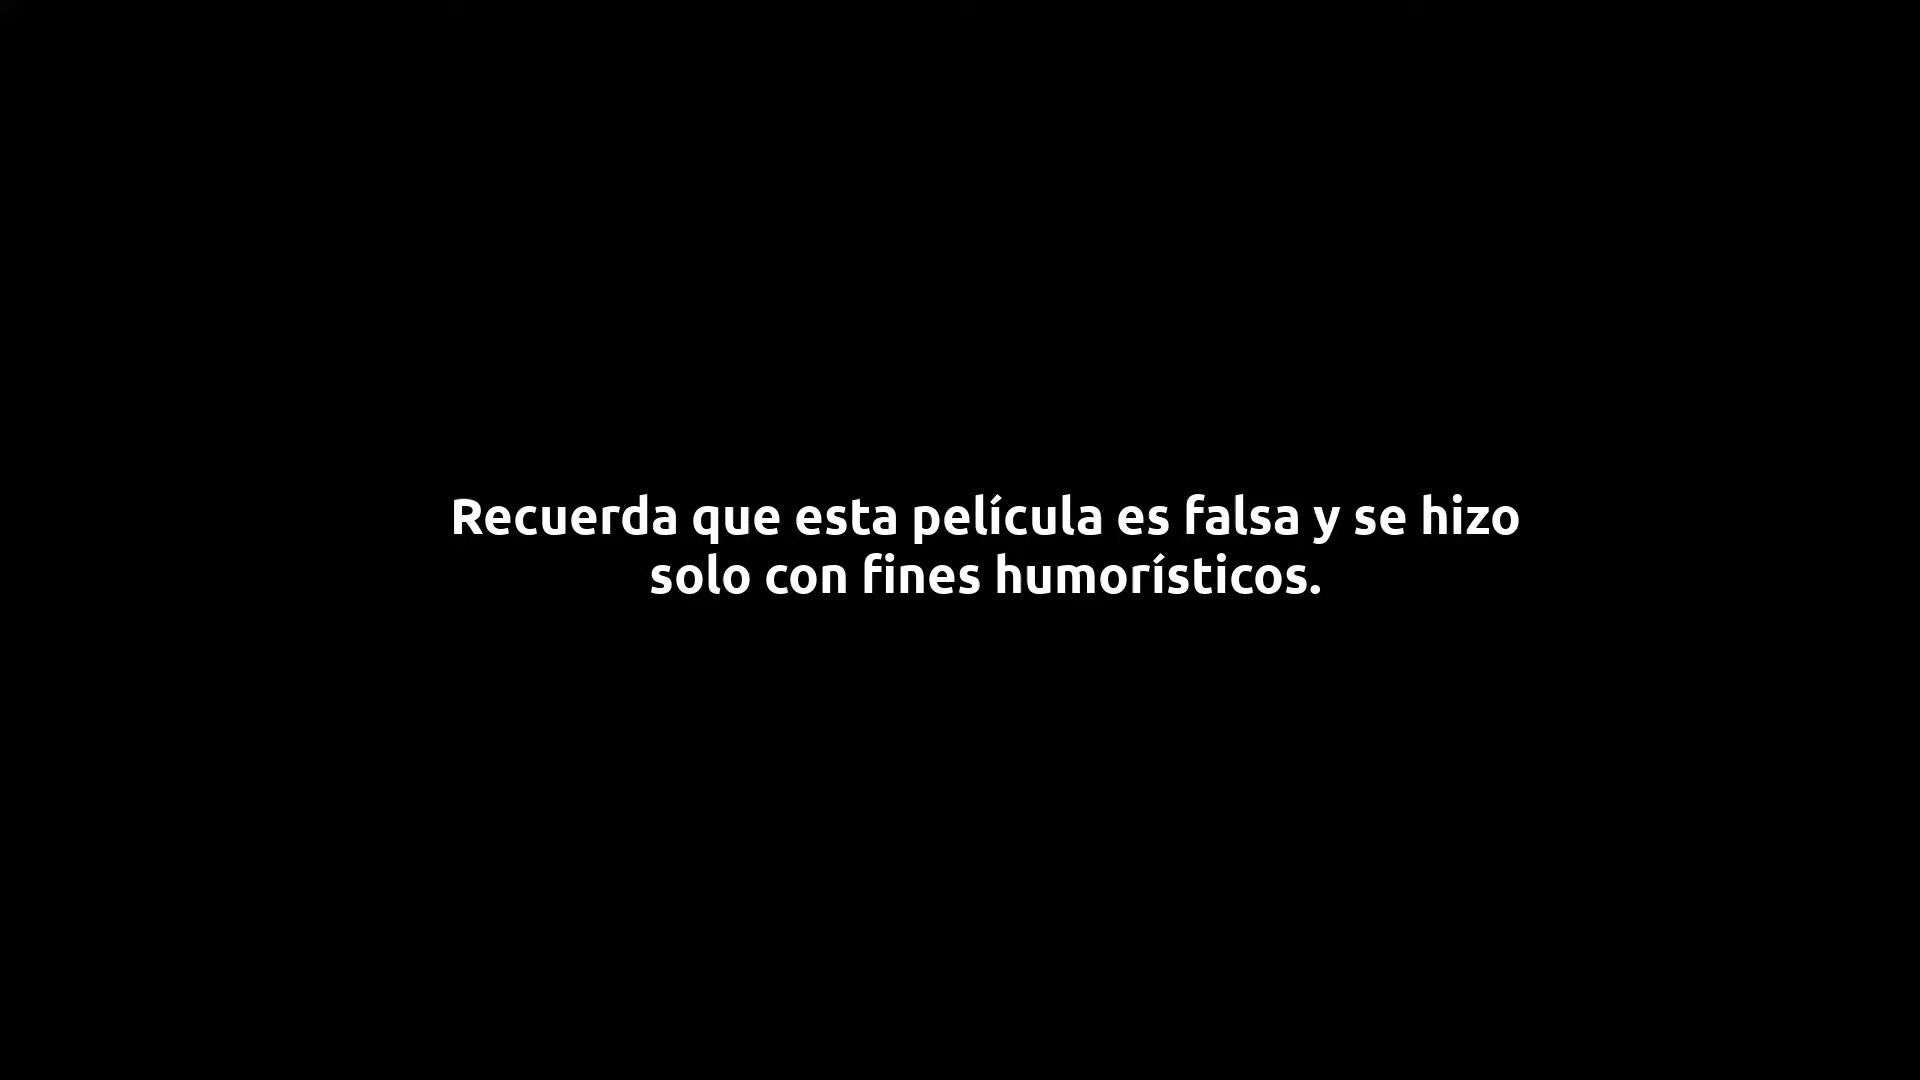 Recuerda que esta película es falsa y se hizo
solo con fines humorísticos.